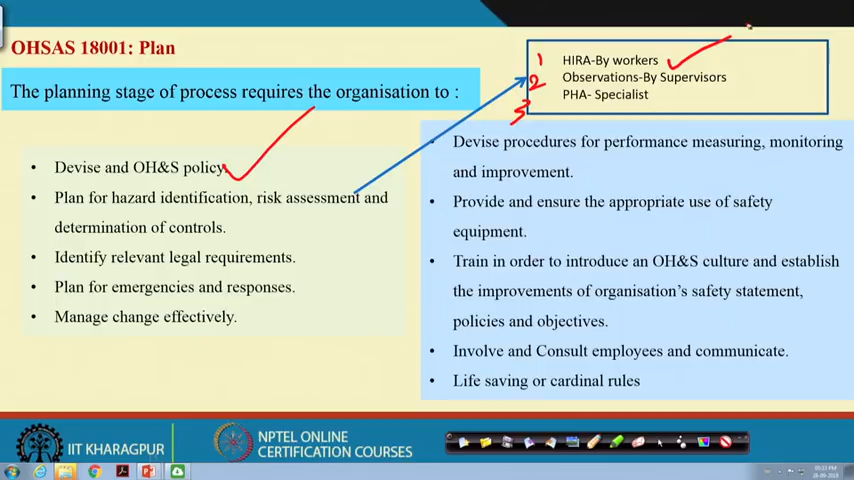 OHSAS 18001: Plan
The planning stage of process requires the organisation to :
1 HIRA-By workers
2 Observations-By Supervisors
3 PHA- Specialist
• Devise and OH&S policy.
• Plan for hazard identification, risk assessment and
determination of controls.
• Identify relevant legal requirements.
• Plan for emergencies and responses.
• Manage change effectively.
• Devise procedures for performance measuring, monitoring
and improvement.
• Provide and ensure the appropriate use of safety
equipment.
• Train in order to introduce an OH&S culture and establish
the improvements of organisation's safety statement,
policies and objectives.
• Involve and Consult employees and communicate.
• Life saving or cardinal rules
IIT KHARAGPUR
NPTEL ONLINE
CERTIFICATION COURSES